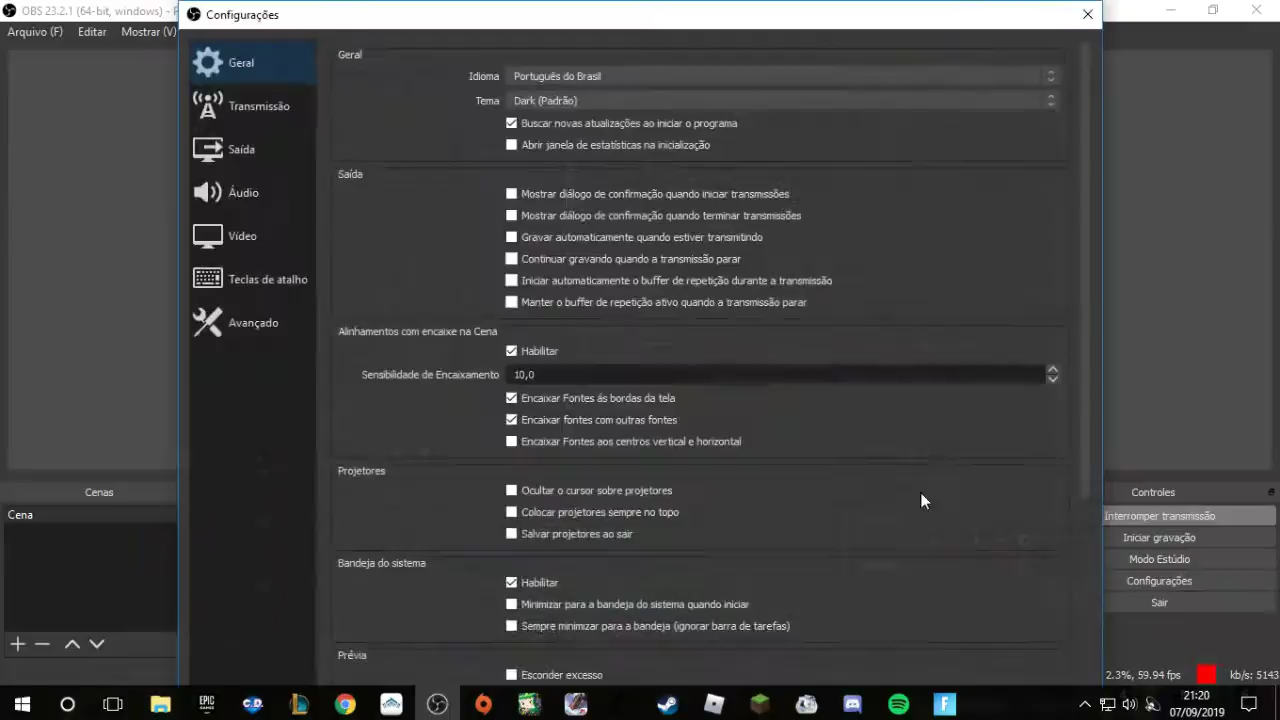 OBS 23.2.1 (64-bit, windows) - P
Configurações
Arquivo (F) Editar Mostrar (V)
Geral
Transmissão
Saída
Áudio
Vídeo
Teclas de atalho
Avançado
Geral
Idioma Português do Brasil
Tema Dark (Padrão)
Buscar novas atualizações ao iniciar o programa
Abrir janela de estatísticas na inicialização
Saída
Mostrar diálogo de confirmação quando iniciar transmissões
Mostrar diálogo de confirmação quando terminar transmissões
Gravar automaticamente quando estiver transmitindo
Continuar gravando quando a transmissão parar
Iniciar automaticamente o buffer de repetição durante a transmissão
Manter o buffer de repetição ativo quando a transmissão parar
Alinhamentos com encaixe na Cena
Habilitar
Sensibilidade de Encaixamento 10,0
Encaixar Fontes ás bordas da tela
Encaixar fontes com outras fontes
Encaixar Fontes aos centros vertical e horizontal
Projetores
Ocultar o cursor sobre projetores
Colocar projetores sempre no topo
Salvar projetores ao sair
Bandeja do sistema
Habilitar
Minimizar para a bandeja do sistema quando iniciar
Sempre minimizar para a bandeja (ignorar barra de tarefas)
Prévia
Esconder excesso
Cenas
Cena
Controles
Interromper transmissão
Iniciar gravação
Modo Estúdio
Configurações
Sair
2.3%, 59.94 fps kb/s: 5143
EPIC
GAMES
C.D.
21:20
07/09/2019